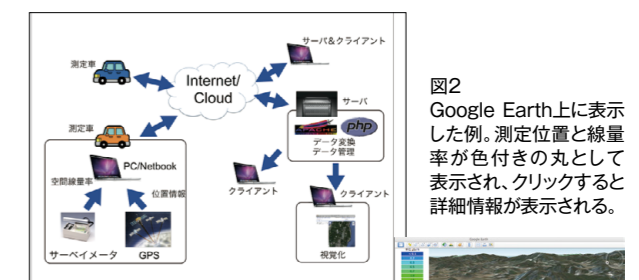 サーバ&クライアント
測定車
Internet/
Cloud
サーバ
APACHE
php
データ変換
データ管理
測定車
PC/Netbook
空間線量率
位置情報
クライアント
クライアント
サーベイメータ
GPS
視覚化
図2
Google Earth上に表示
した例。測定位置と線量
率が色付きの丸として
表示され、クリックすると
詳細情報が表示される。
Google Earth